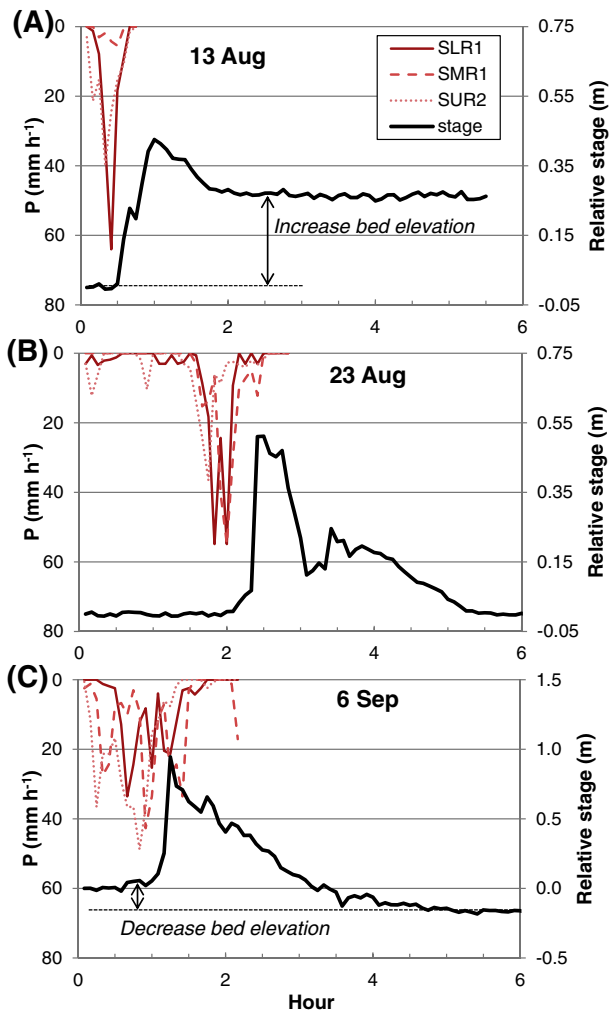 (A)
13 Aug
SLR1
SMR1
SUR2
stage
P (mm h⁻¹)
0
20
40
60
80
Relative stage (m)
0.75
0.55
0.35
0.15
-0.05
Increase bed elevation
0 2 4 6
(B)
23 Aug
P (mm h⁻¹)
0
20
40
60
80
Relative stage (m)
0.75
0.55
0.35
0.15
-0.05
0 2 4 6
(C)
6 Sep
P (mm h⁻¹)
0
20
40
60
80
Relative stage (m)
1.5
1.0
0.5
0.0
-0.5
Decrease bed elevation
0 2 4 6
Hour